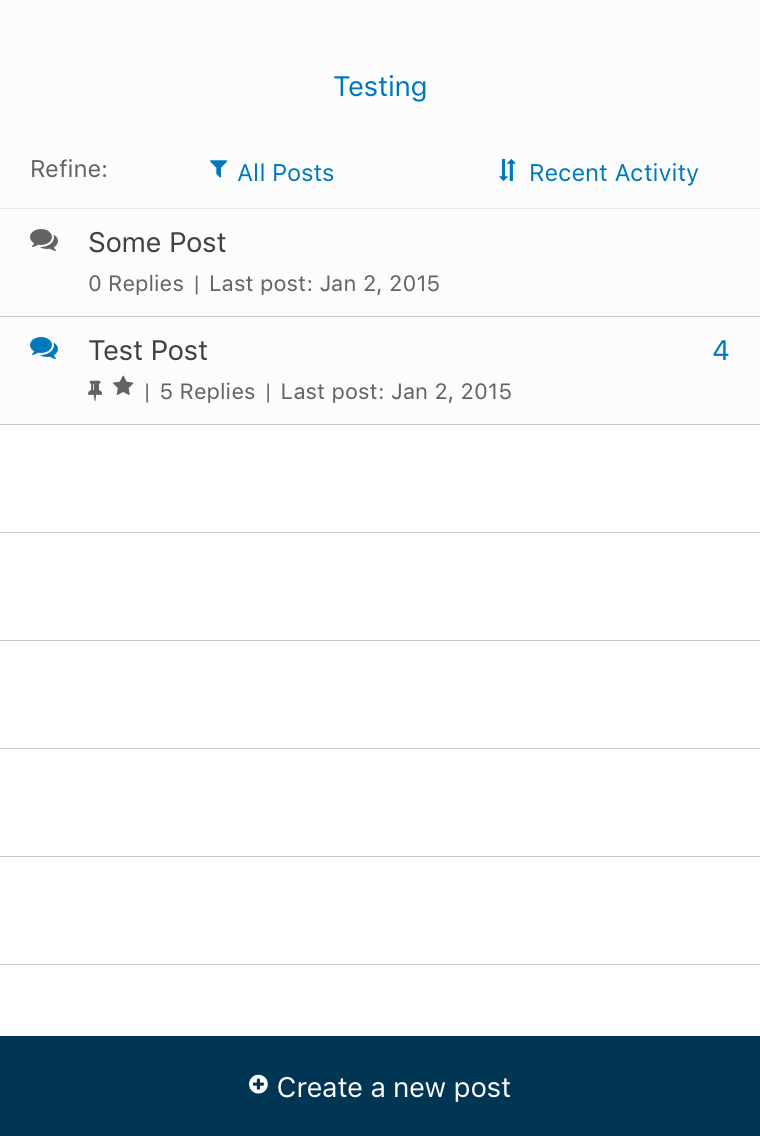 Testing
Refine: All Posts Recent Activity
Some Post
0 Replies | Last post: Jan 2, 2015
Test Post 4
| 5 Replies | Last post: Jan 2, 2015
Create a new post